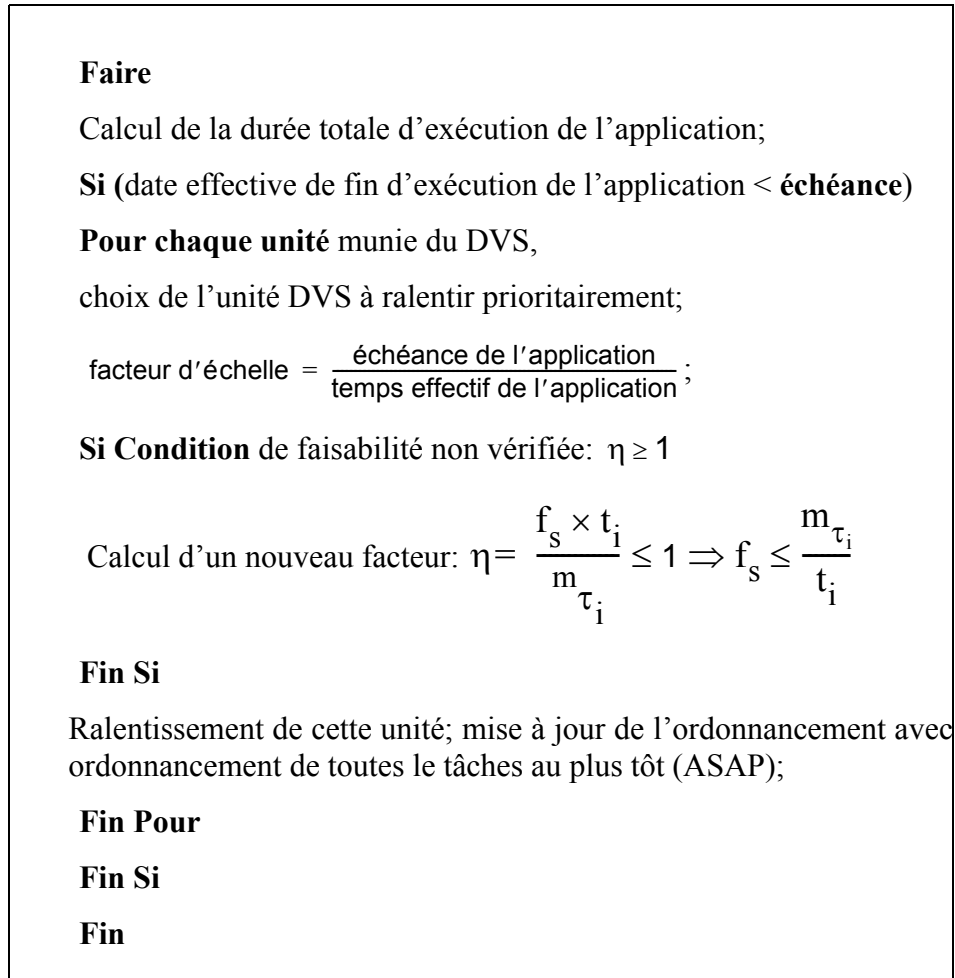 Faire
Calcul de la durée totale d’exécution de l’application;
Si (date effective de fin d’exécution de l’application < échéance)
Pour chaque unité munie du DVS,
choix de l’unité DVS à ralentir prioritairement;
facteur d′échelle = échéance de l′application / temps effectif de l′application ;
Si Condition de faisabilité non vérifiée: η ≥ 1
Calcul d’un nouveau facteur: η = f_s × t_i / m_τ_i ≤ 1 ⇒ f_s ≤ m_τ_i / t_i
Fin Si
Ralentissement de cette unité; mise à jour de l’ordonnancement avec
ordonnancement de toutes le tâches au plus tôt (ASAP);
Fin Pour
Fin Si
Fin